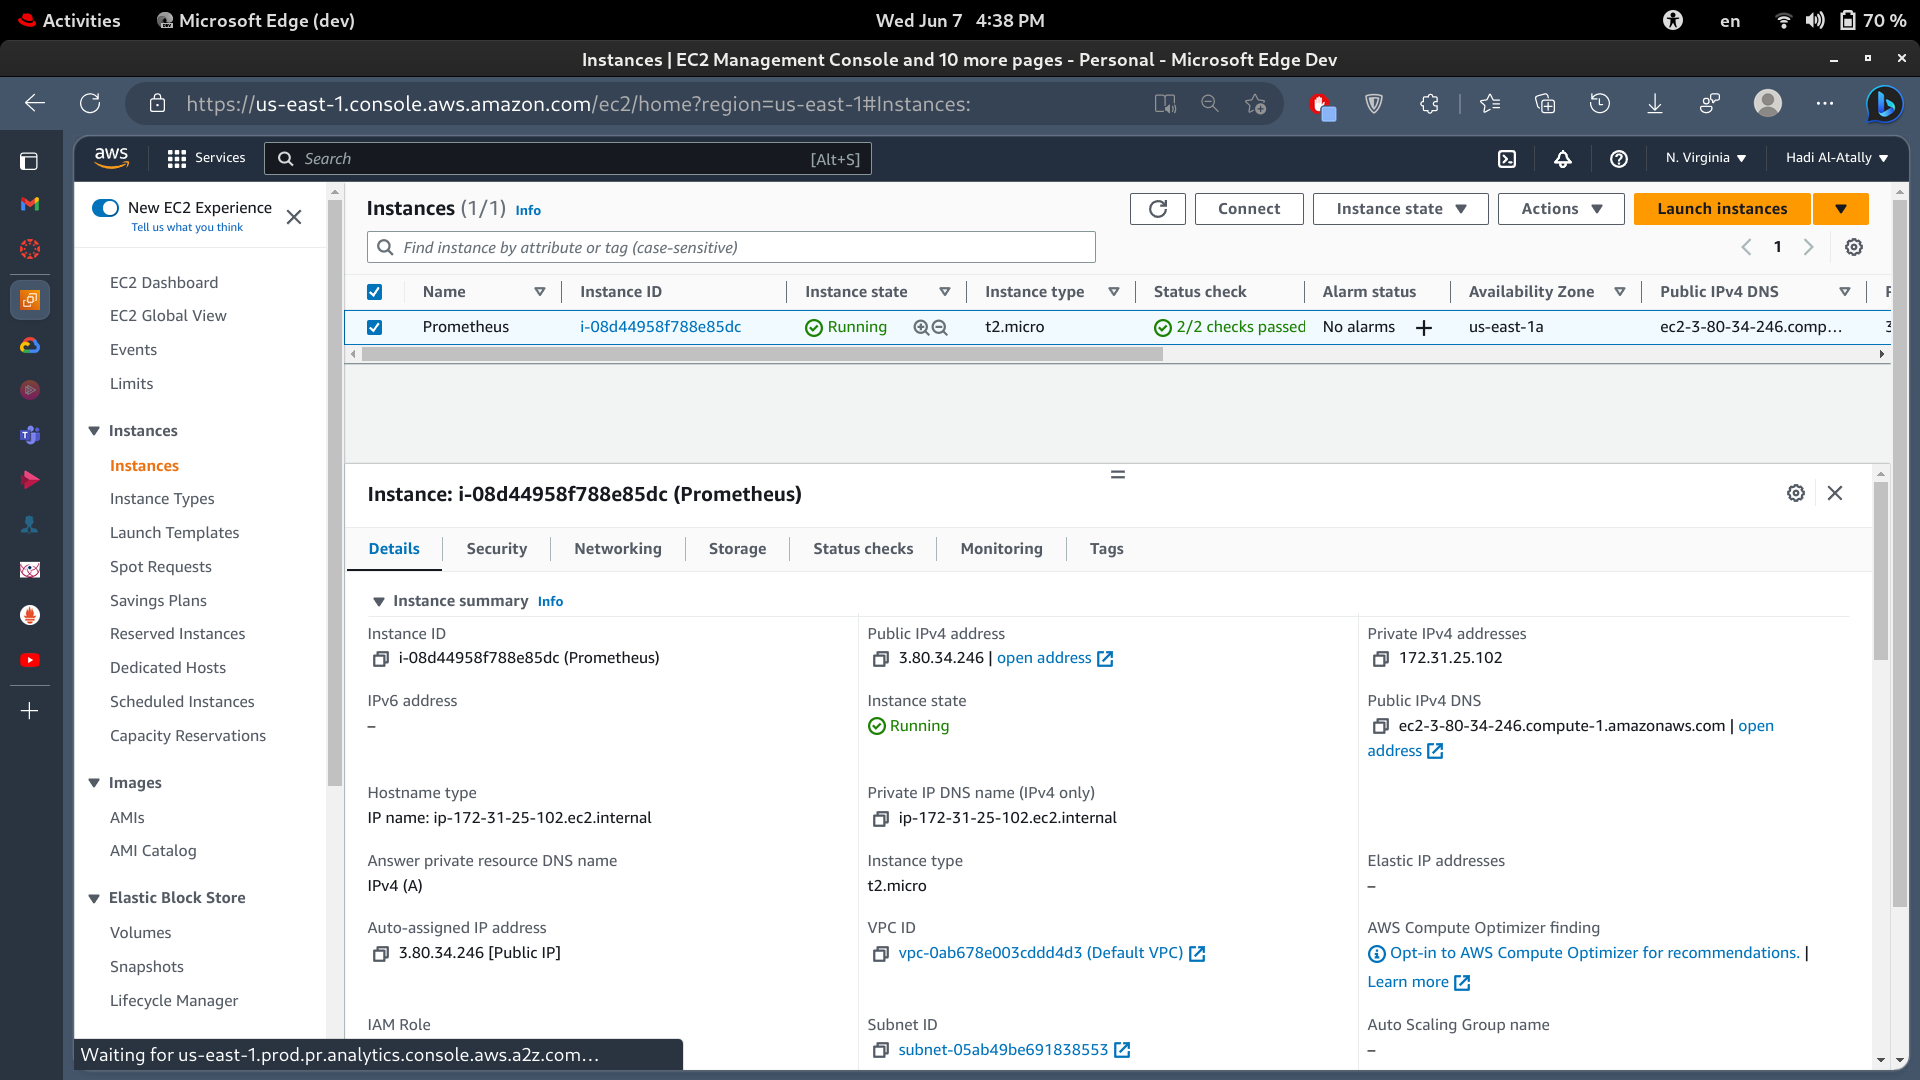 Activities
Microsoft Edge (dev)
Wed Jun 7 4:38 PM
en
70 %
Instances | EC2 Management Console and 10 more pages - Personal - Microsoft Edge Dev
https://us-east-1.console.aws.amazon.com/ec2/home?region=us-east-1#Instances:
aws
Services
Search
[Alt+S]
N. Virginia
Hadi Al-Atally
New EC2 Experience
Tell us what you think
EC2 Dashboard
EC2 Global View
Events
Limits
Instances
Instances
Instance Types
Launch Templates
Spot Requests
Savings Plans
Reserved Instances
Dedicated Hosts
Scheduled Instances
Capacity Reservations
Images
AMIs
AMI Catalog
Elastic Block Store
Volumes
Snapshots
Lifecycle Manager
Instances (1/1) Info
Connect
Instance state
Actions
Launch instances
Find instance by attribute or tag (case-sensitive)
1
Name Instance ID Instance state Instance type Status check Alarm status Availability Zone Public IPv4 DNS
Prometheus i-08d44958f788e85dc Running t2.micro 2/2 checks passed No alarms us-east-1a ec2-3-80-34-246.comp...
Instance: i-08d44958f788e85dc (Prometheus)
Details Security Networking Storage Status checks Monitoring Tags
Instance summary Info
Instance ID
i-08d44958f788e85dc (Prometheus)
Public IPv4 address
3.80.34.246 | open address
Private IPv4 addresses
172.31.25.102
IPv6 address
–
Instance state
Running
Public IPv4 DNS
ec2-3-80-34-246.compute-1.amazonaws.com | open
address
Hostname type
IP name: ip-172-31-25-102.ec2.internal
Private IP DNS name (IPv4 only)
ip-172-31-25-102.ec2.internal
Answer private resource DNS name
IPv4 (A)
Instance type
t2.micro
Elastic IP addresses
–
Auto-assigned IP address
3.80.34.246 [Public IP]
VPC ID
vpc-0ab678e003cddd4d3 (Default VPC)
AWS Compute Optimizer finding
Opt-in to AWS Compute Optimizer for recommendations. |
Learn more
IAM Role
Subnet ID
subnet-05ab49be691838553
Auto Scaling Group name
–
Waiting for us-east-1.prod.pr.analytics.console.aws.a2z.com...